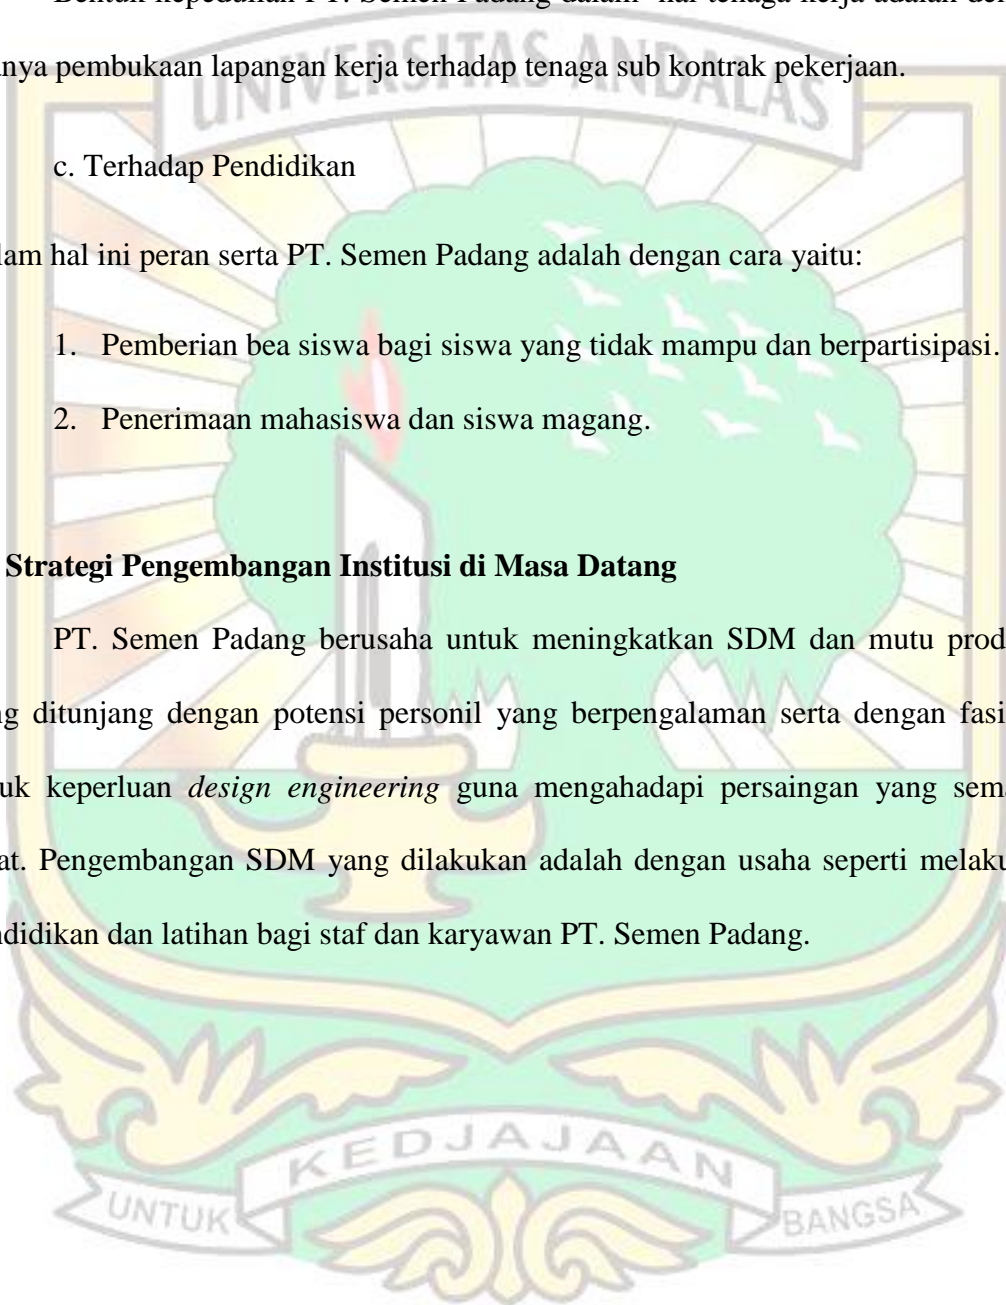 Bentuk kepedulian PT. Semen Padang dalam hal tenaga kerja adalah
nya pembukaan lapangan kerja terhadap tenaga sub kontrak pekerjaan.
UNIVERSITAS ANDALAS
c. Terhadap Pendidikan
lam hal ini peran serta PT. Semen Padang adalah dengan cara yaitu:
1. Pemberian bea siswa bagi siswa yang tidak mampu dan berpartisipasi.
2. Penerimaan mahasiswa dan siswa magang.
Strategi Pengembangan Institusi di Masa Datang
PT. Semen Padang berusaha untuk meningkatkan SDM dan mutu prod
ng ditunjang dengan potensi personil yang berpengalaman serta dengan fasi
uk keperluan design engineering guna mengahadapi persaingan yang sema
at. Pengembangan SDM yang dilakukan adalah dengan usaha seperti melaku
didikan dan latihan bagi staf dan karyawan PT. Semen Padang.
KEDJAJAAN
UNTUK BANGSA